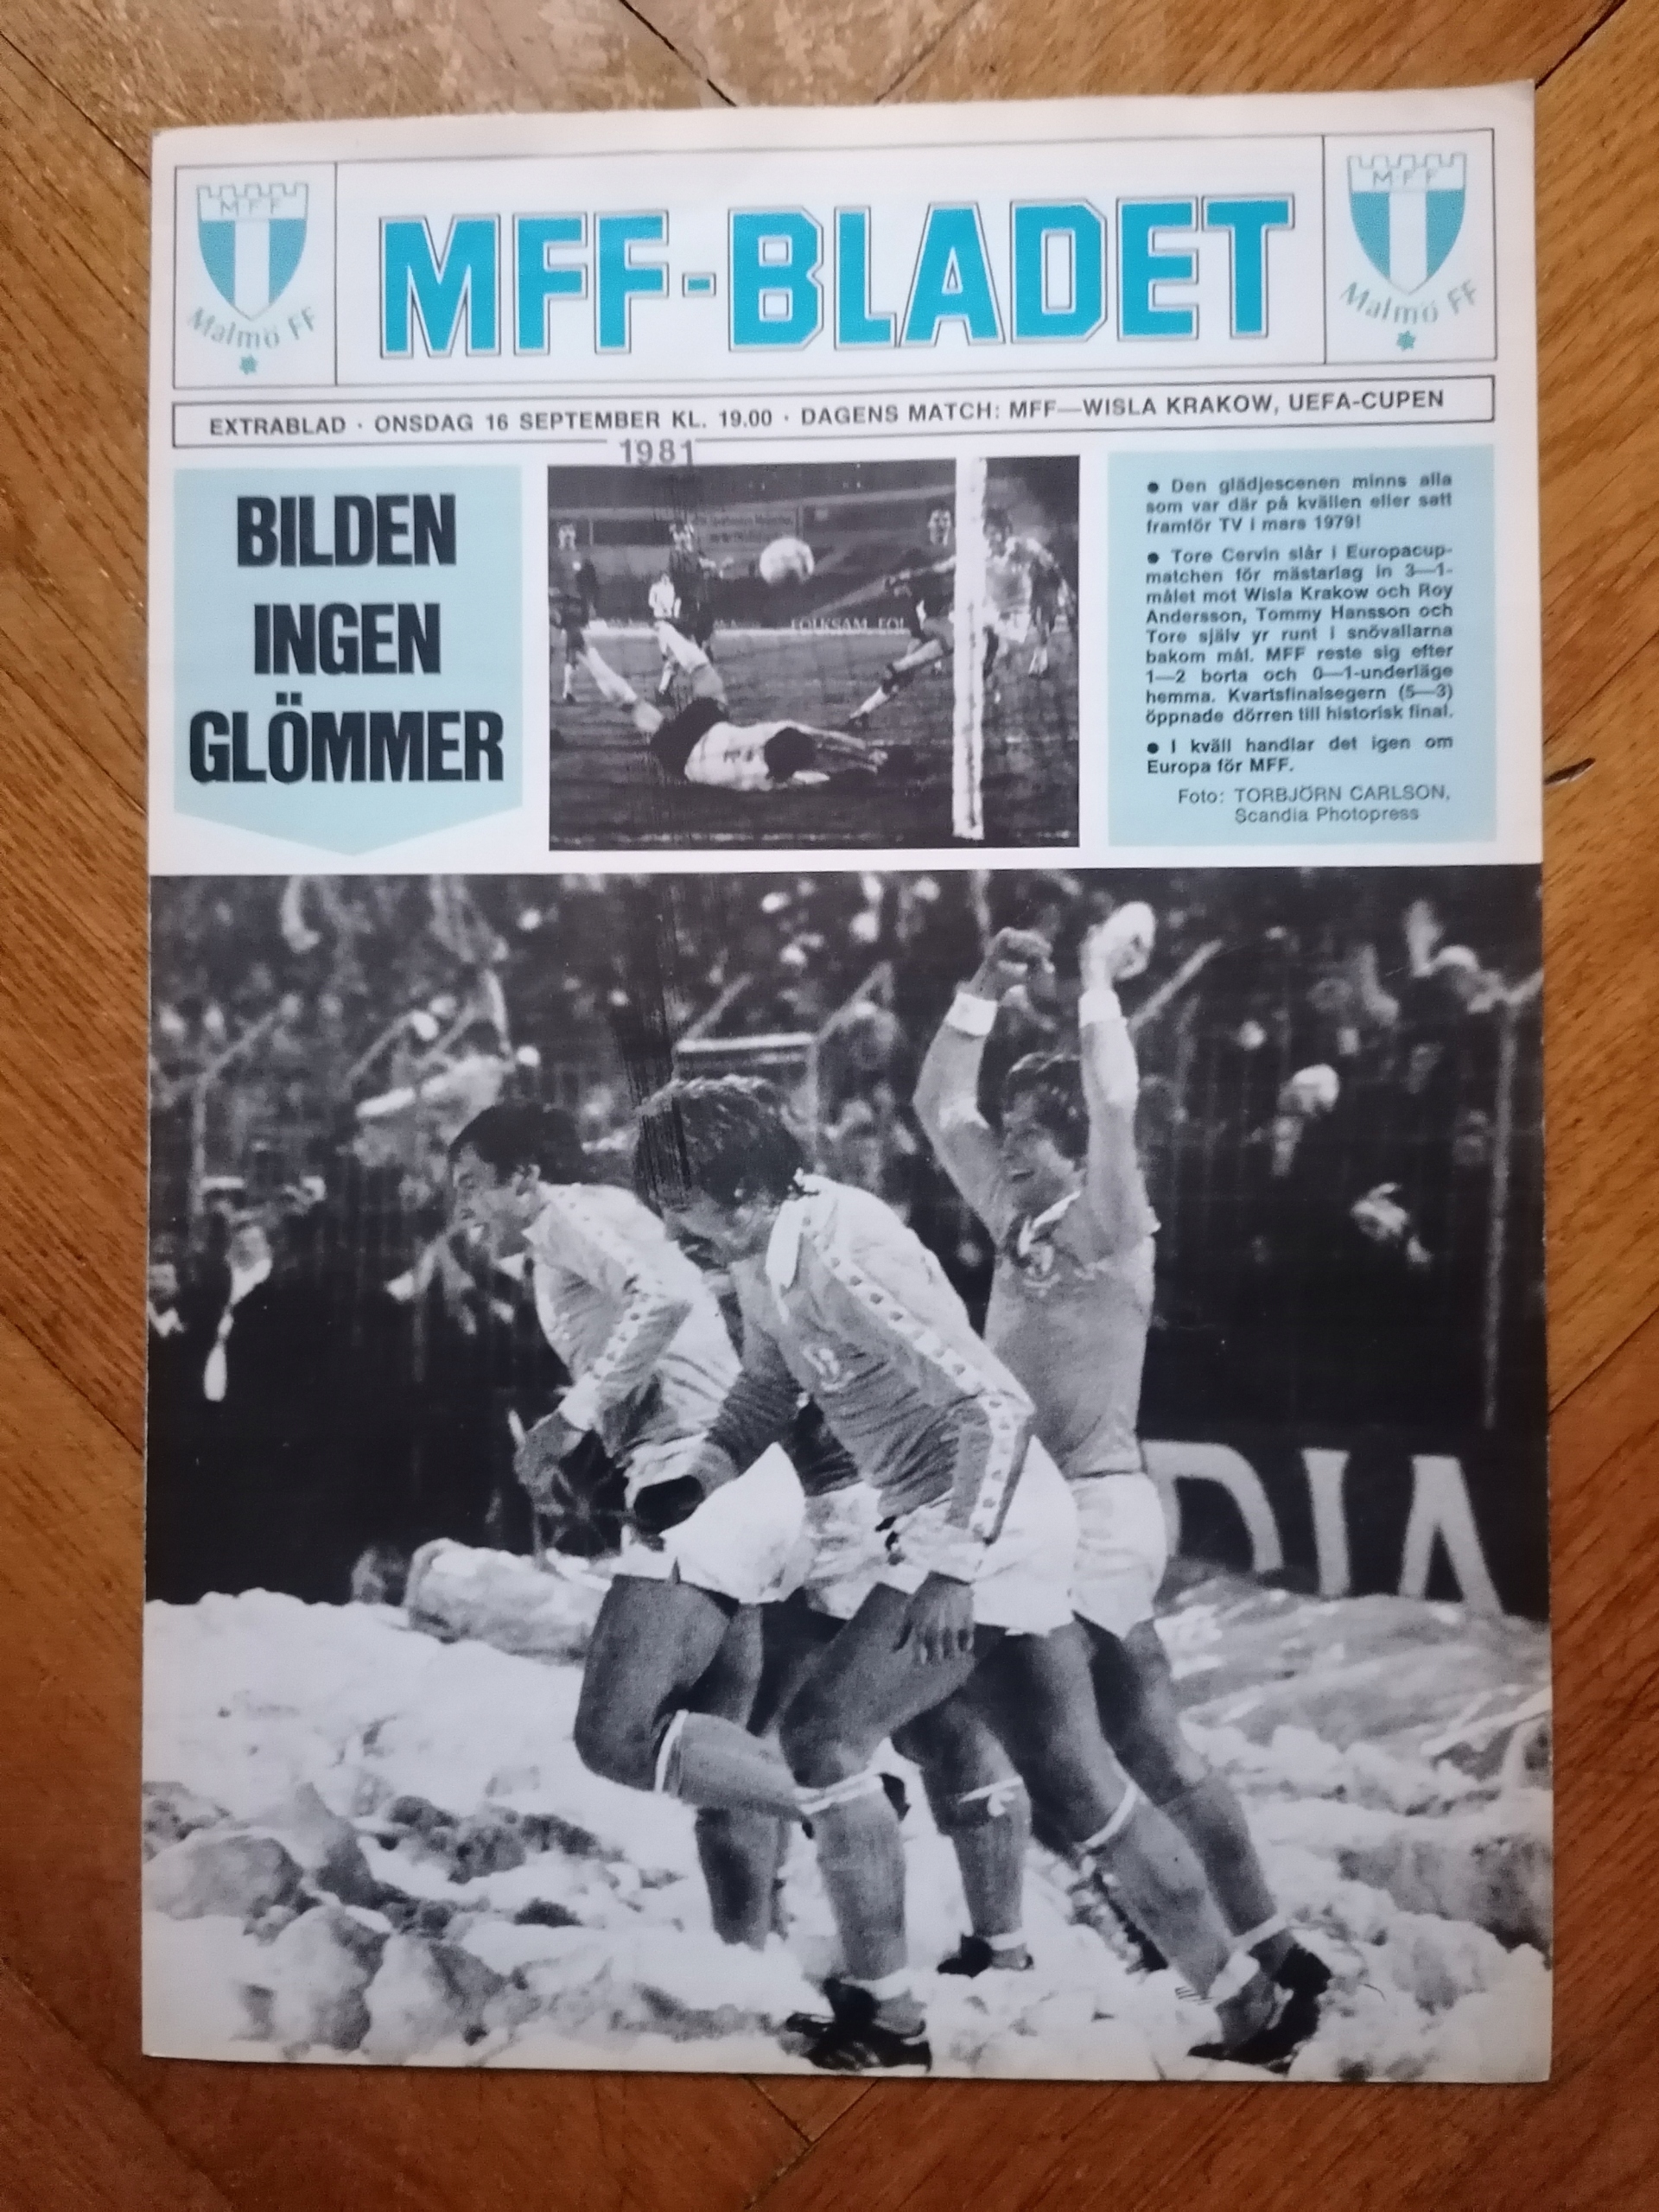 MFF
Malmö FF
MFF-BLADET
MFF
Malmö FF
EXTRABLAD · ONSDAG 16 SEPTEMBER KL. 19.00 · DAGENS MATCH: MFF—WISLA KRAKOW, UEFA-CUPEN
1981
BILDEN
INGEN
GLÖMMER
FOLKSAM FOL
● Den glädjescenen minns alla
som var där på kvällen eller satt
framför TV i mars 1979!
● Tore Cervin slår i Europacup-
matchen för mästarlag in 3—1-
målet mot Wisla Krakow och Roy
Andersson, Tommy Hansson och
Tore själv yr runt i snövallarna
bakom mål. MFF reste sig efter
1—2 borta och 0—1-underläge
hemma. Kvartsfinalsegern (5—3)
öppnade dörren till historisk final.
● I kväll handlar det igen om
Europa för MFF.
Foto: TORBJÖRN CARLSON,
Scandia Photopress
DIA